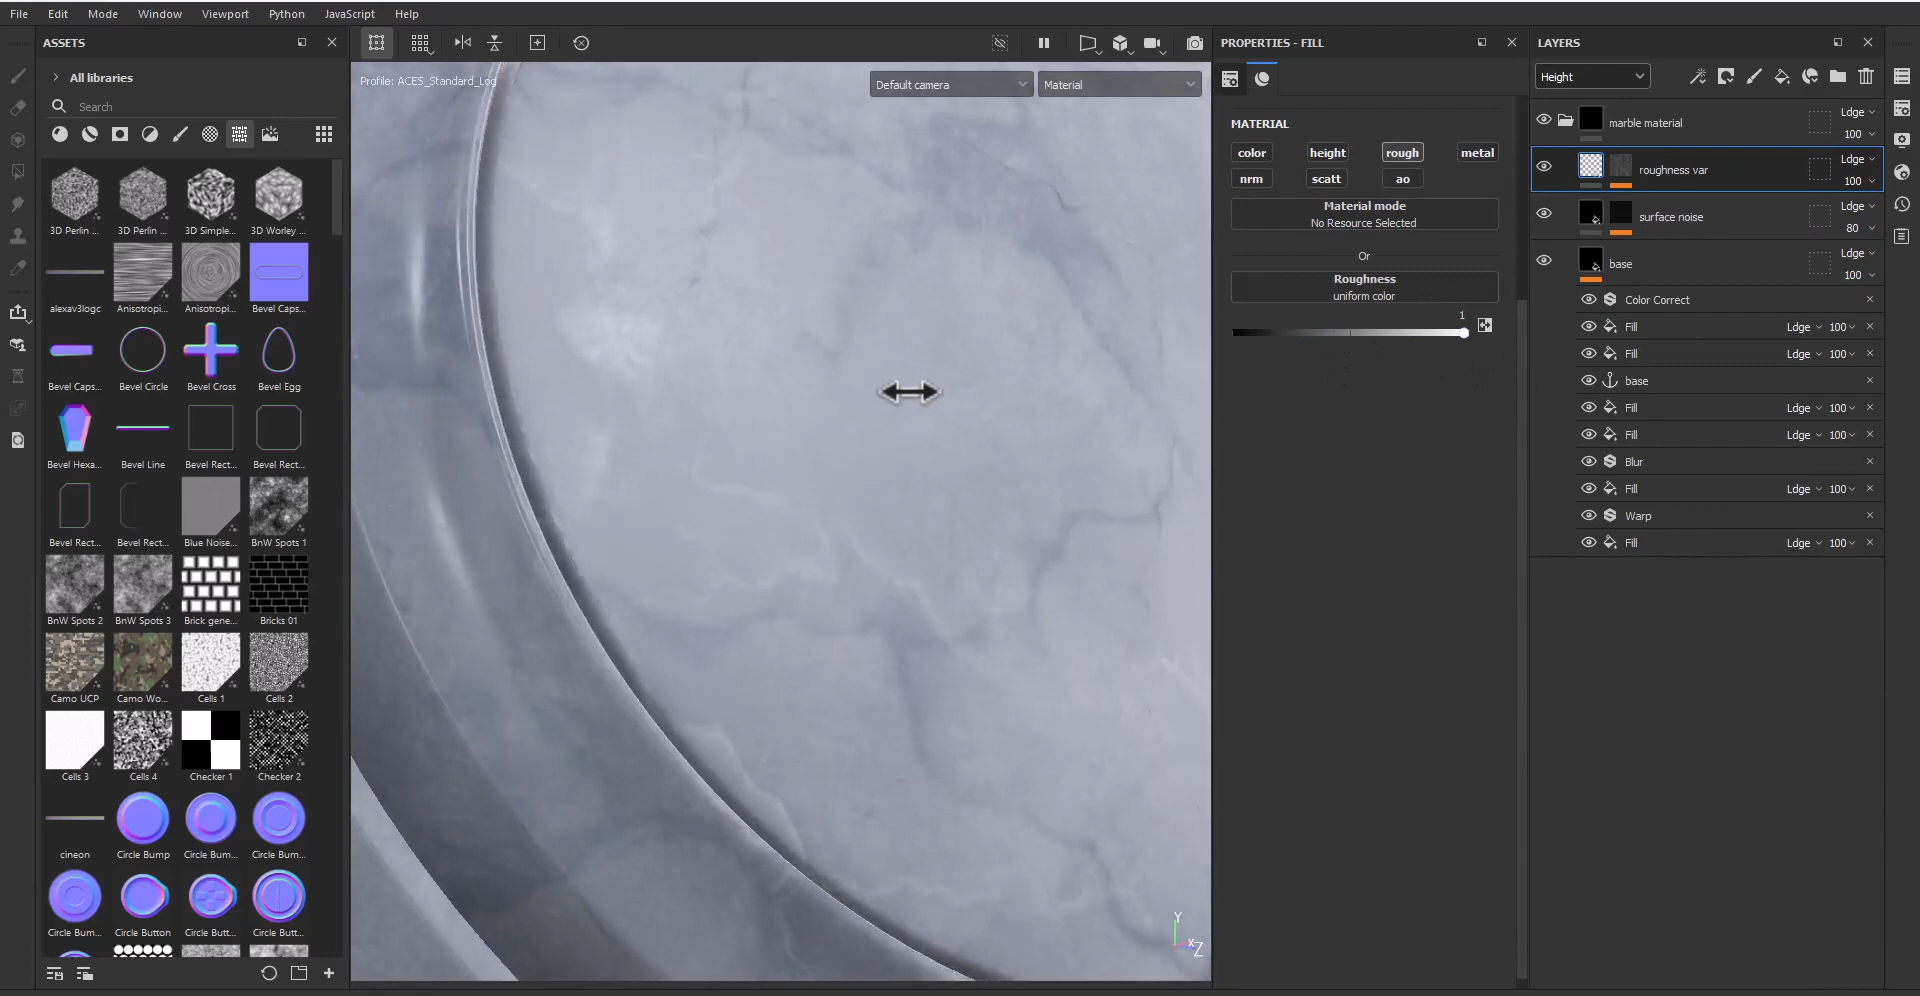 File Edit Mode Window Viewport Python JavaScript Help
ASSETS
All libraries
Search
3D Perlin ... 3D Perlin ... 3D Simple... 3D Worley ...
alexav3logc Anisotropi... Anisotropi... Bevel Caps...
Bevel Caps... Bevel Circle Bevel Cross Bevel Egg
Bevel Hexa... Bevel Line Bevel Rect... Bevel Rect...
Bevel Rect... Bevel Rect... Blue Noise... BnW Spots 1
BnW Spots 2 BnW Spots 3 Brick gene... Bricks 01
Camo UCP Camo Wo... Cells 1 Cells 2
Cells 3 Cells 4 Checker 1 Checker 2
cineon Circle Bump Circle Bum... Circle Bum...
Circle Bum... Circle Button Circle Butt... Circle Butt...
Profile: ACES_Standard_Log
Default camera
Material
Y
X
Z
PROPERTIES - FILL
MATERIAL
color height rough metal
nrm scatt ao
Material mode
No Resource Selected
Or
Roughness
uniform color
1
LAYERS
Height
marble material Ldge
100
roughness var Ldge
100
surface noise Ldge
80
base Ldge
100
Color Correct
Fill Ldge 100
Fill Ldge 100
base
Fill Ldge 100
Fill Ldge 100
Blur
Fill Ldge 100
Warp
Fill Ldge 100